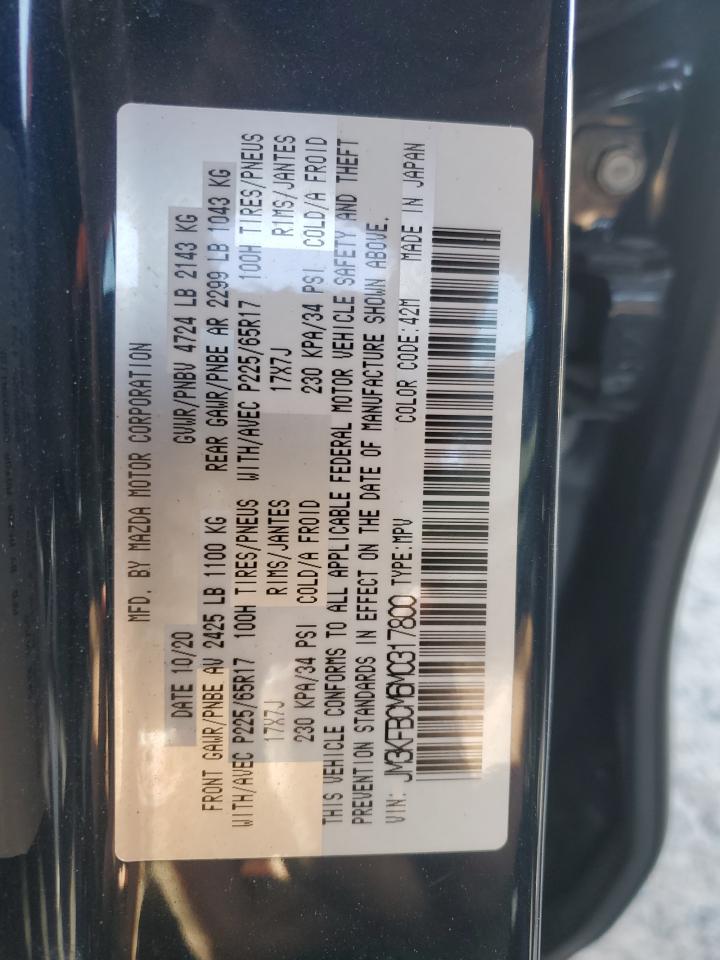 MFD. BY MAZDA MOTOR CORPORATION
DATE 10/20 GVWR/PNBV 4724 LB 2143 KG
FRONT GAWR/PNBE AV 2425 LB 1100 KG REAR GAWR/PNBE AR 2299 LB 1043 KG
WITH/AVEC P225/65R17 100H TIRES/PNEUS WITH/AVEC P225/65R17 100H TIRES/PNEUS
17X7J RIMS/JANTES 17X7J RIMS/JANTES
230 KPA/34 PSI COLD/A FROID 230 KPA/34 PSI COLD/A FROID
THIS VEHICLE CONFORMS TO ALL APPLICABLE FEDERAL MOTOR VEHICLE SAFETY AND THEFT
PREVENTION STANDARDS IN EFFECT ON THE DATE OF MANUFACTURE SHOWN ABOVE.
VIN: JM3KFBCM6M0317800 TYPE:MPV COLOR CODE:42M MADE IN JAPAN